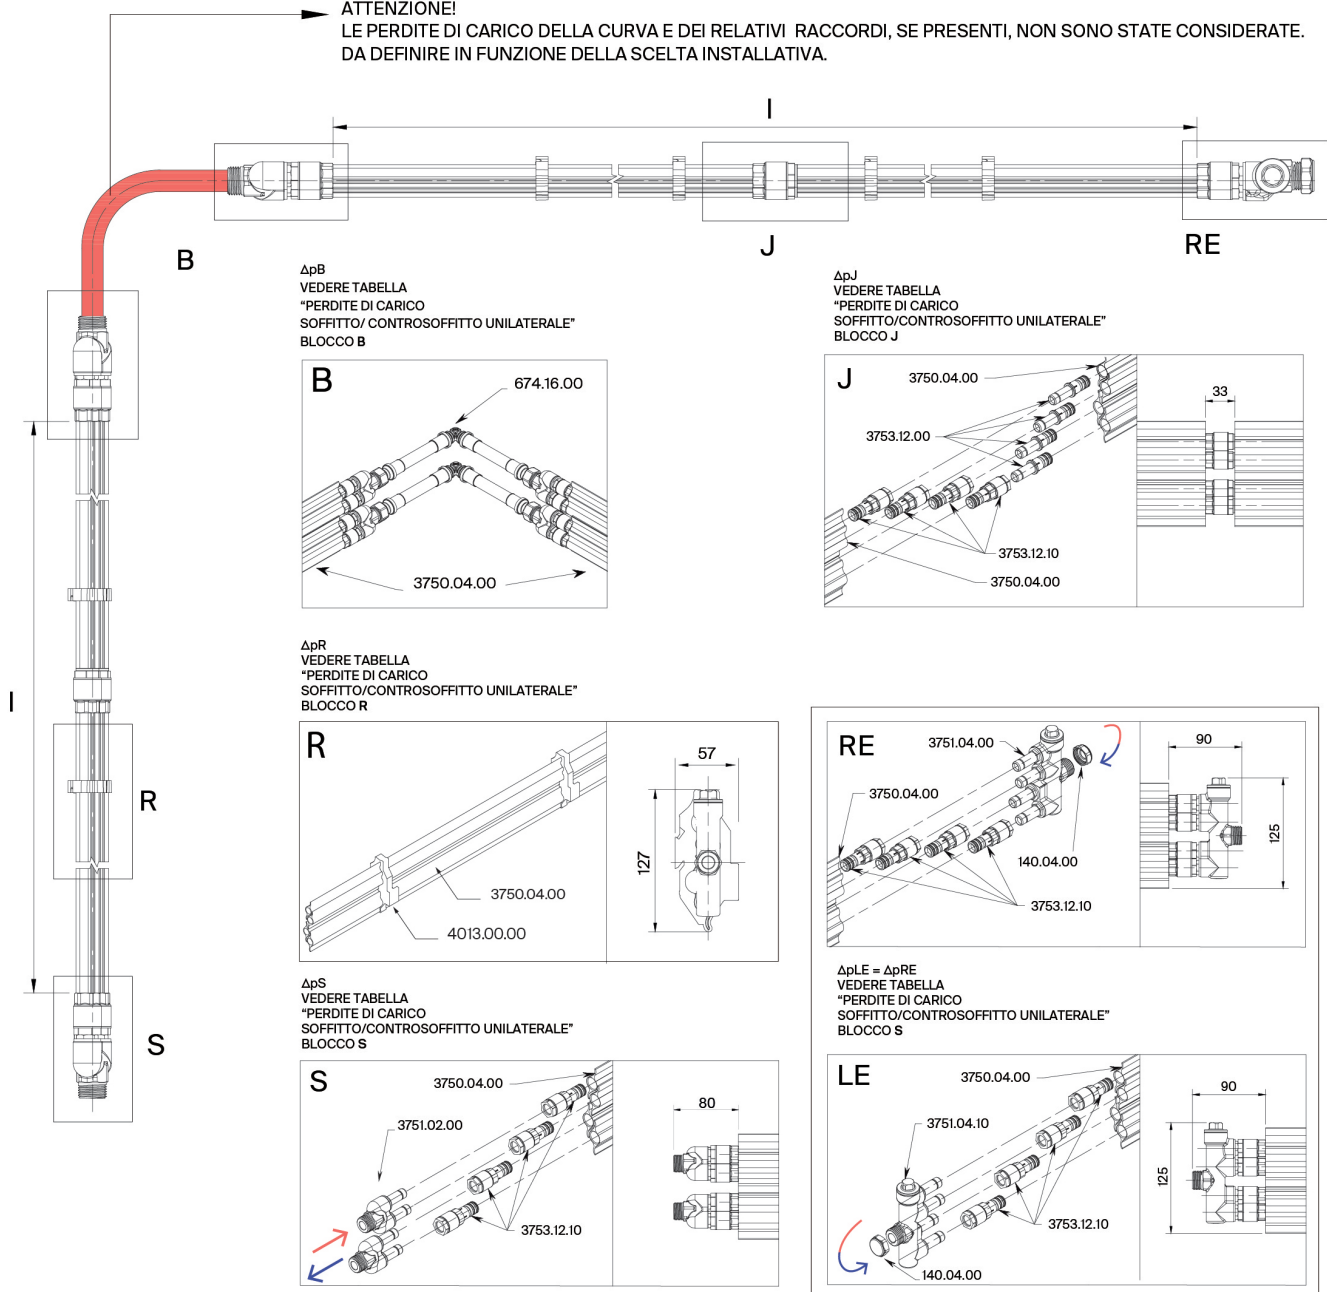 ATTENZIONE!
LE PERDITE DI CARICO DELLA CURVA E DEI RELATIVI RACCORDI, SE PRESENTI, NON SONO STATE CONSIDERATE.
DA DEFINIRE IN FUNZIONE DELLA SCELTA INSTALLATIVA.
l
B
J
RE
ΔpB
VEDERE TABELLA
“PERDITE DI CARICO
SOFFITTO/ CONTROSOFFITTO UNILATERALE”
BLOCCO B
B
674.16.00
3750.04.00
ΔpJ
VEDERE TABELLA
“PERDITE DI CARICO
SOFFITTO/CONTROSOFFITTO UNILATERALE”
BLOCCO J
J
3750.04.00
3753.12.00
3753.12.10
3750.04.00
33
l
R
S
ΔpR
VEDERE TABELLA
“PERDITE DI CARICO
SOFFITTO/CONTROSOFFITTO UNILATERALE”
BLOCCO R
R
3750.04.00
4013.00.00
57
127
RE
3751.04.00
3750.04.00
140.04.00
3753.12.10
90
125
ΔpS
VEDERE TABELLA
“PERDITE DI CARICO
SOFFITTO/CONTROSOFFITTO UNILATERALE”
BLOCCO S
S
3750.04.00
3751.02.00
3753.12.10
80
ΔpLE = ΔpRE
VEDERE TABELLA
“PERDITE DI CARICO
SOFFITTO/CONTROSOFFITTO UNILATERALE”
BLOCCO S
LE
3750.04.00
3751.04.10
3753.12.10
140.04.00
90
125